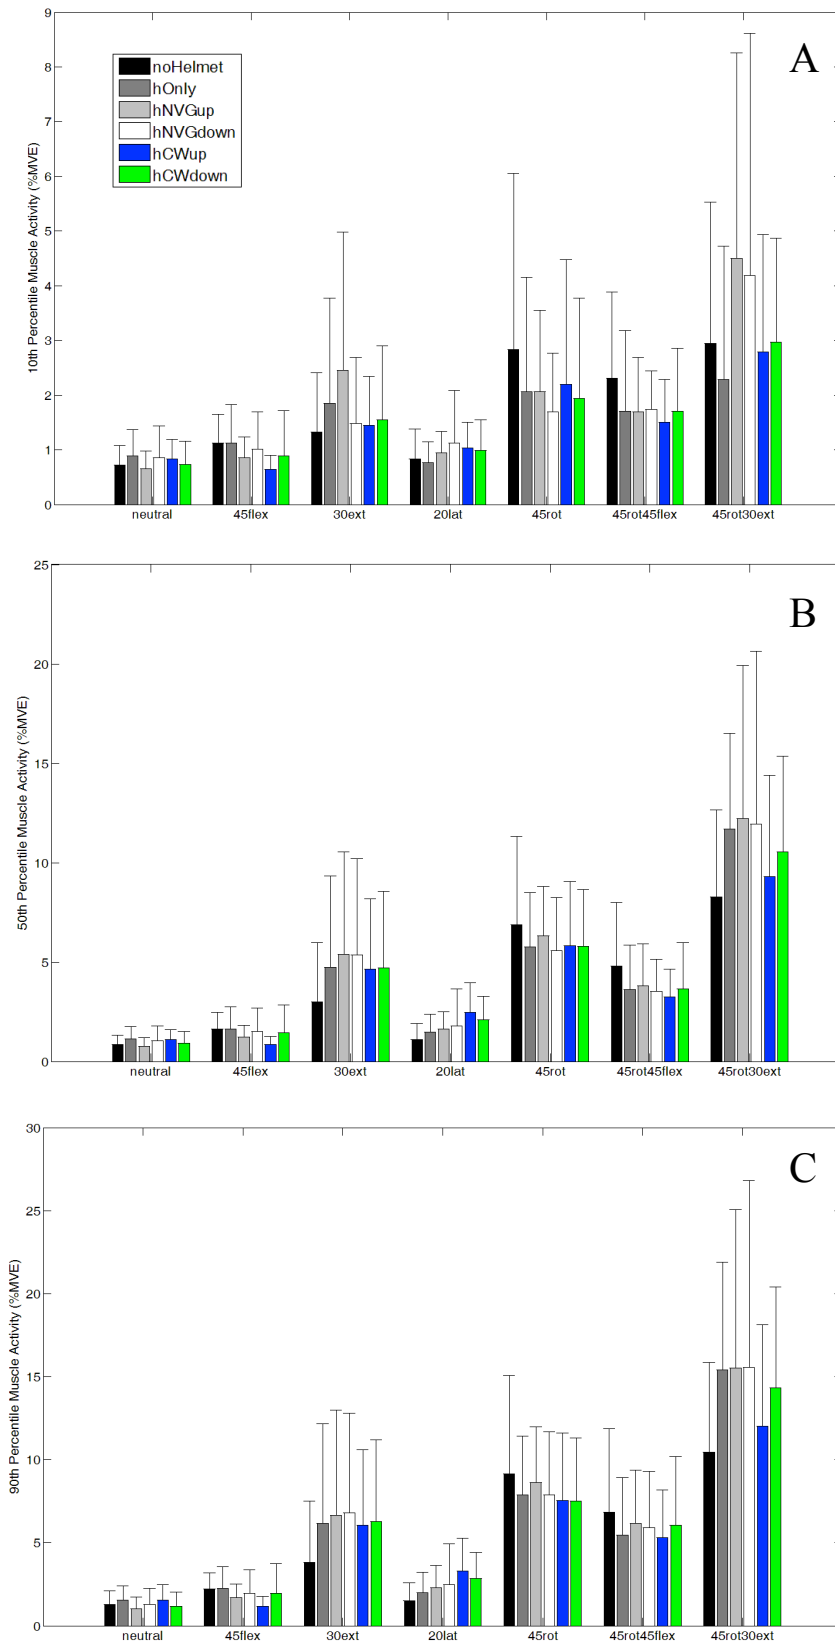 9
8
7
6
5
4
3
2
1
0
10th Percentile Muscle Activity (%MVE)
noHelmet
hOnly
hNVGup
hNVGdown
hCWup
hCWdown
A
neutral 45flex 30ext 20lat 45rot 45rot45flex 45rot30ext
25
20
15
10
5
0
50th Percentile Muscle Activity (%MVE)
B
neutral 45flex 30ext 20lat 45rot 45rot45flex 45rot30ext
30
25
20
15
10
5
0
90th Percentile Muscle Activity (%MVE)
C
neutral 45flex 30ext 20lat 45rot 45rot45flex 45rot30ext